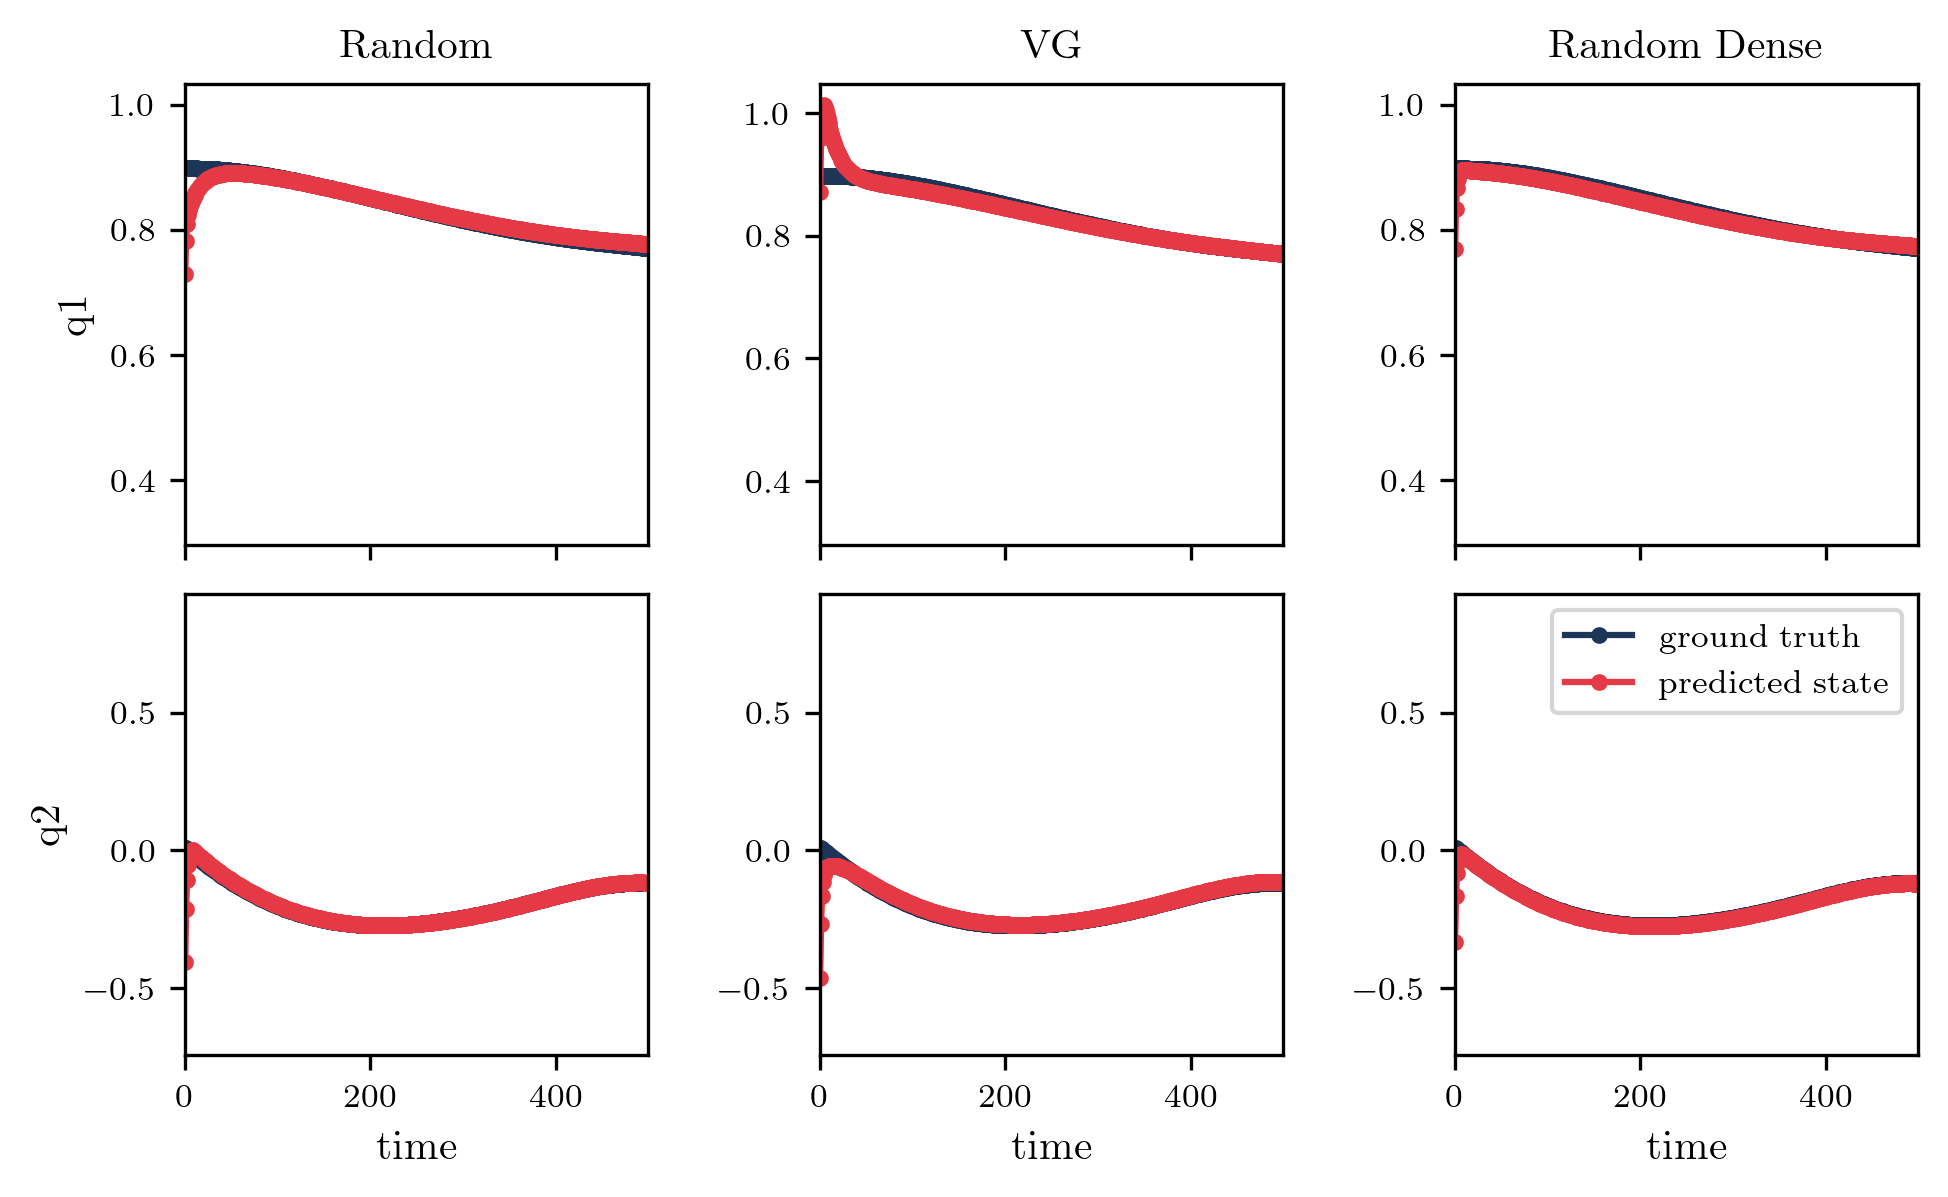 Random VG Random Dense
1.0 1.0 1.0
0.8 0.8 0.8
q1
0.6 0.6 0.6
0.4 0.4 0.4
ground truth
predicted state
0.5 0.5 0.5
q2
0.0 0.0 0.0
−0.5 −0.5 −0.5
0 200 400 0 200 400 0 200 400
time time time